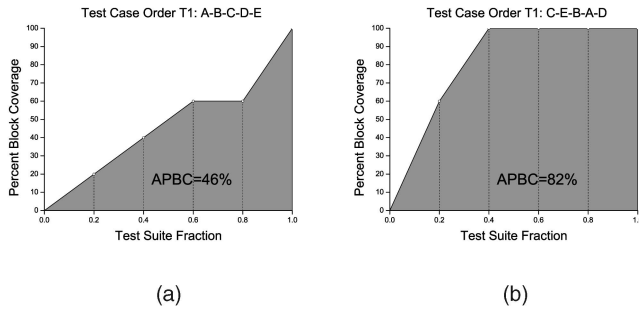 Test Case Order T1: A-B-C-D-E
Percent Block Coverage
100
90
80
70
60
50
40
30
20
10
0
APBC=46%
0.0 0.2 0.4 0.6 0.8 1.0
Test Suite Fraction
(a)
Test Case Order T1: C-E-B-A-D
Percent Block Coverage
100
90
80
70
60
50
40
30
20
10
0
APBC=82%
0.0 0.2 0.4 0.6 0.8 1.
Test Suite Fraction
(b)